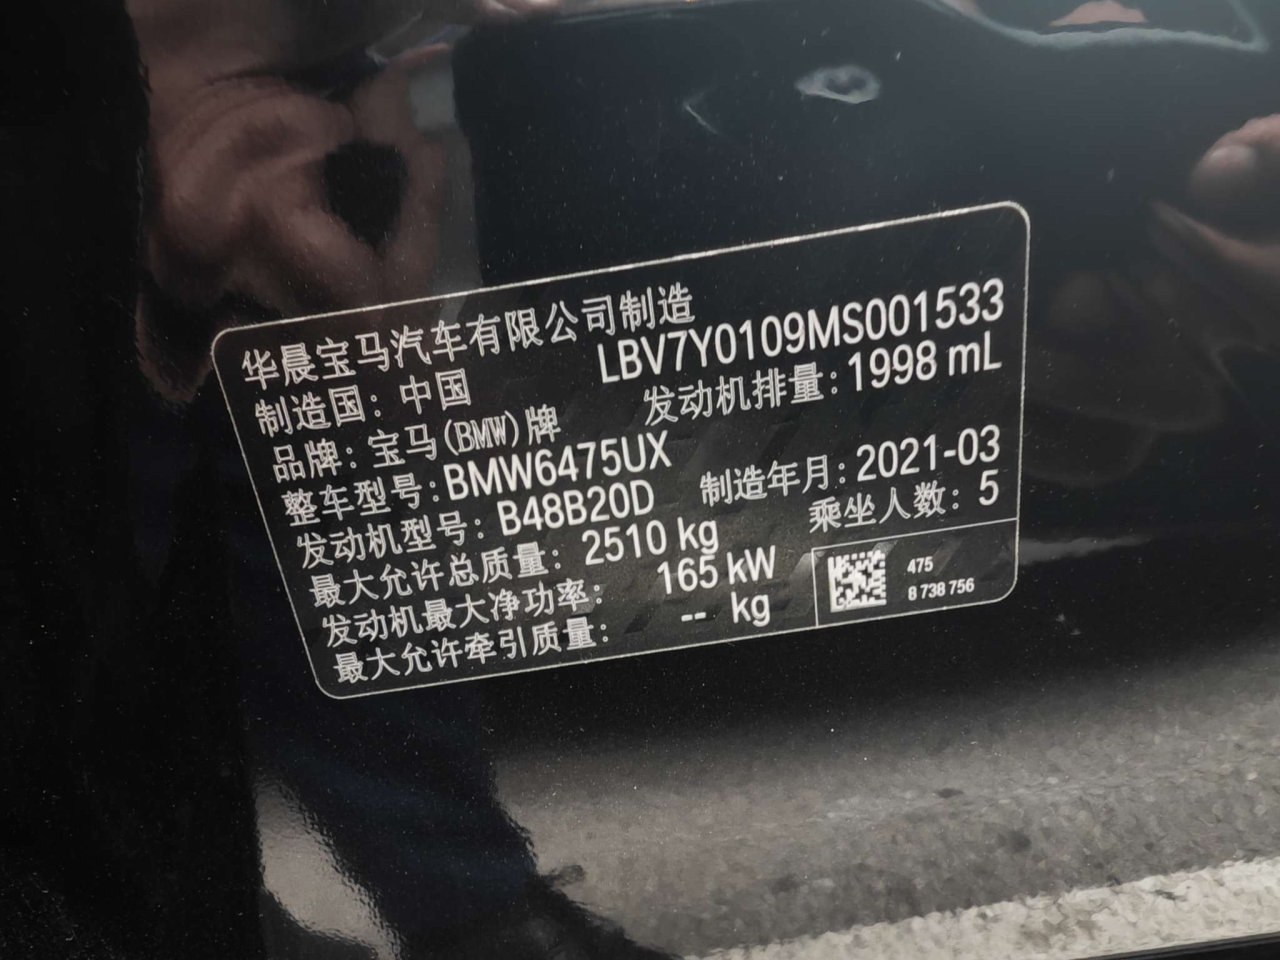 华晨宝马汽车有限公司制造
制造国：中国 LBV7Y0109MS001533
品牌：宝马(BMW)牌 发动机排量：1998 mL
整车型号：BMW6475UX
发动机型号：B48B20D 制造年月：2021-03
最大允许总质量：2510 kg 乘坐人数：5
发动机最大净功率：165 kW
最大允许牵引质量：-- kg
475
8 738 756